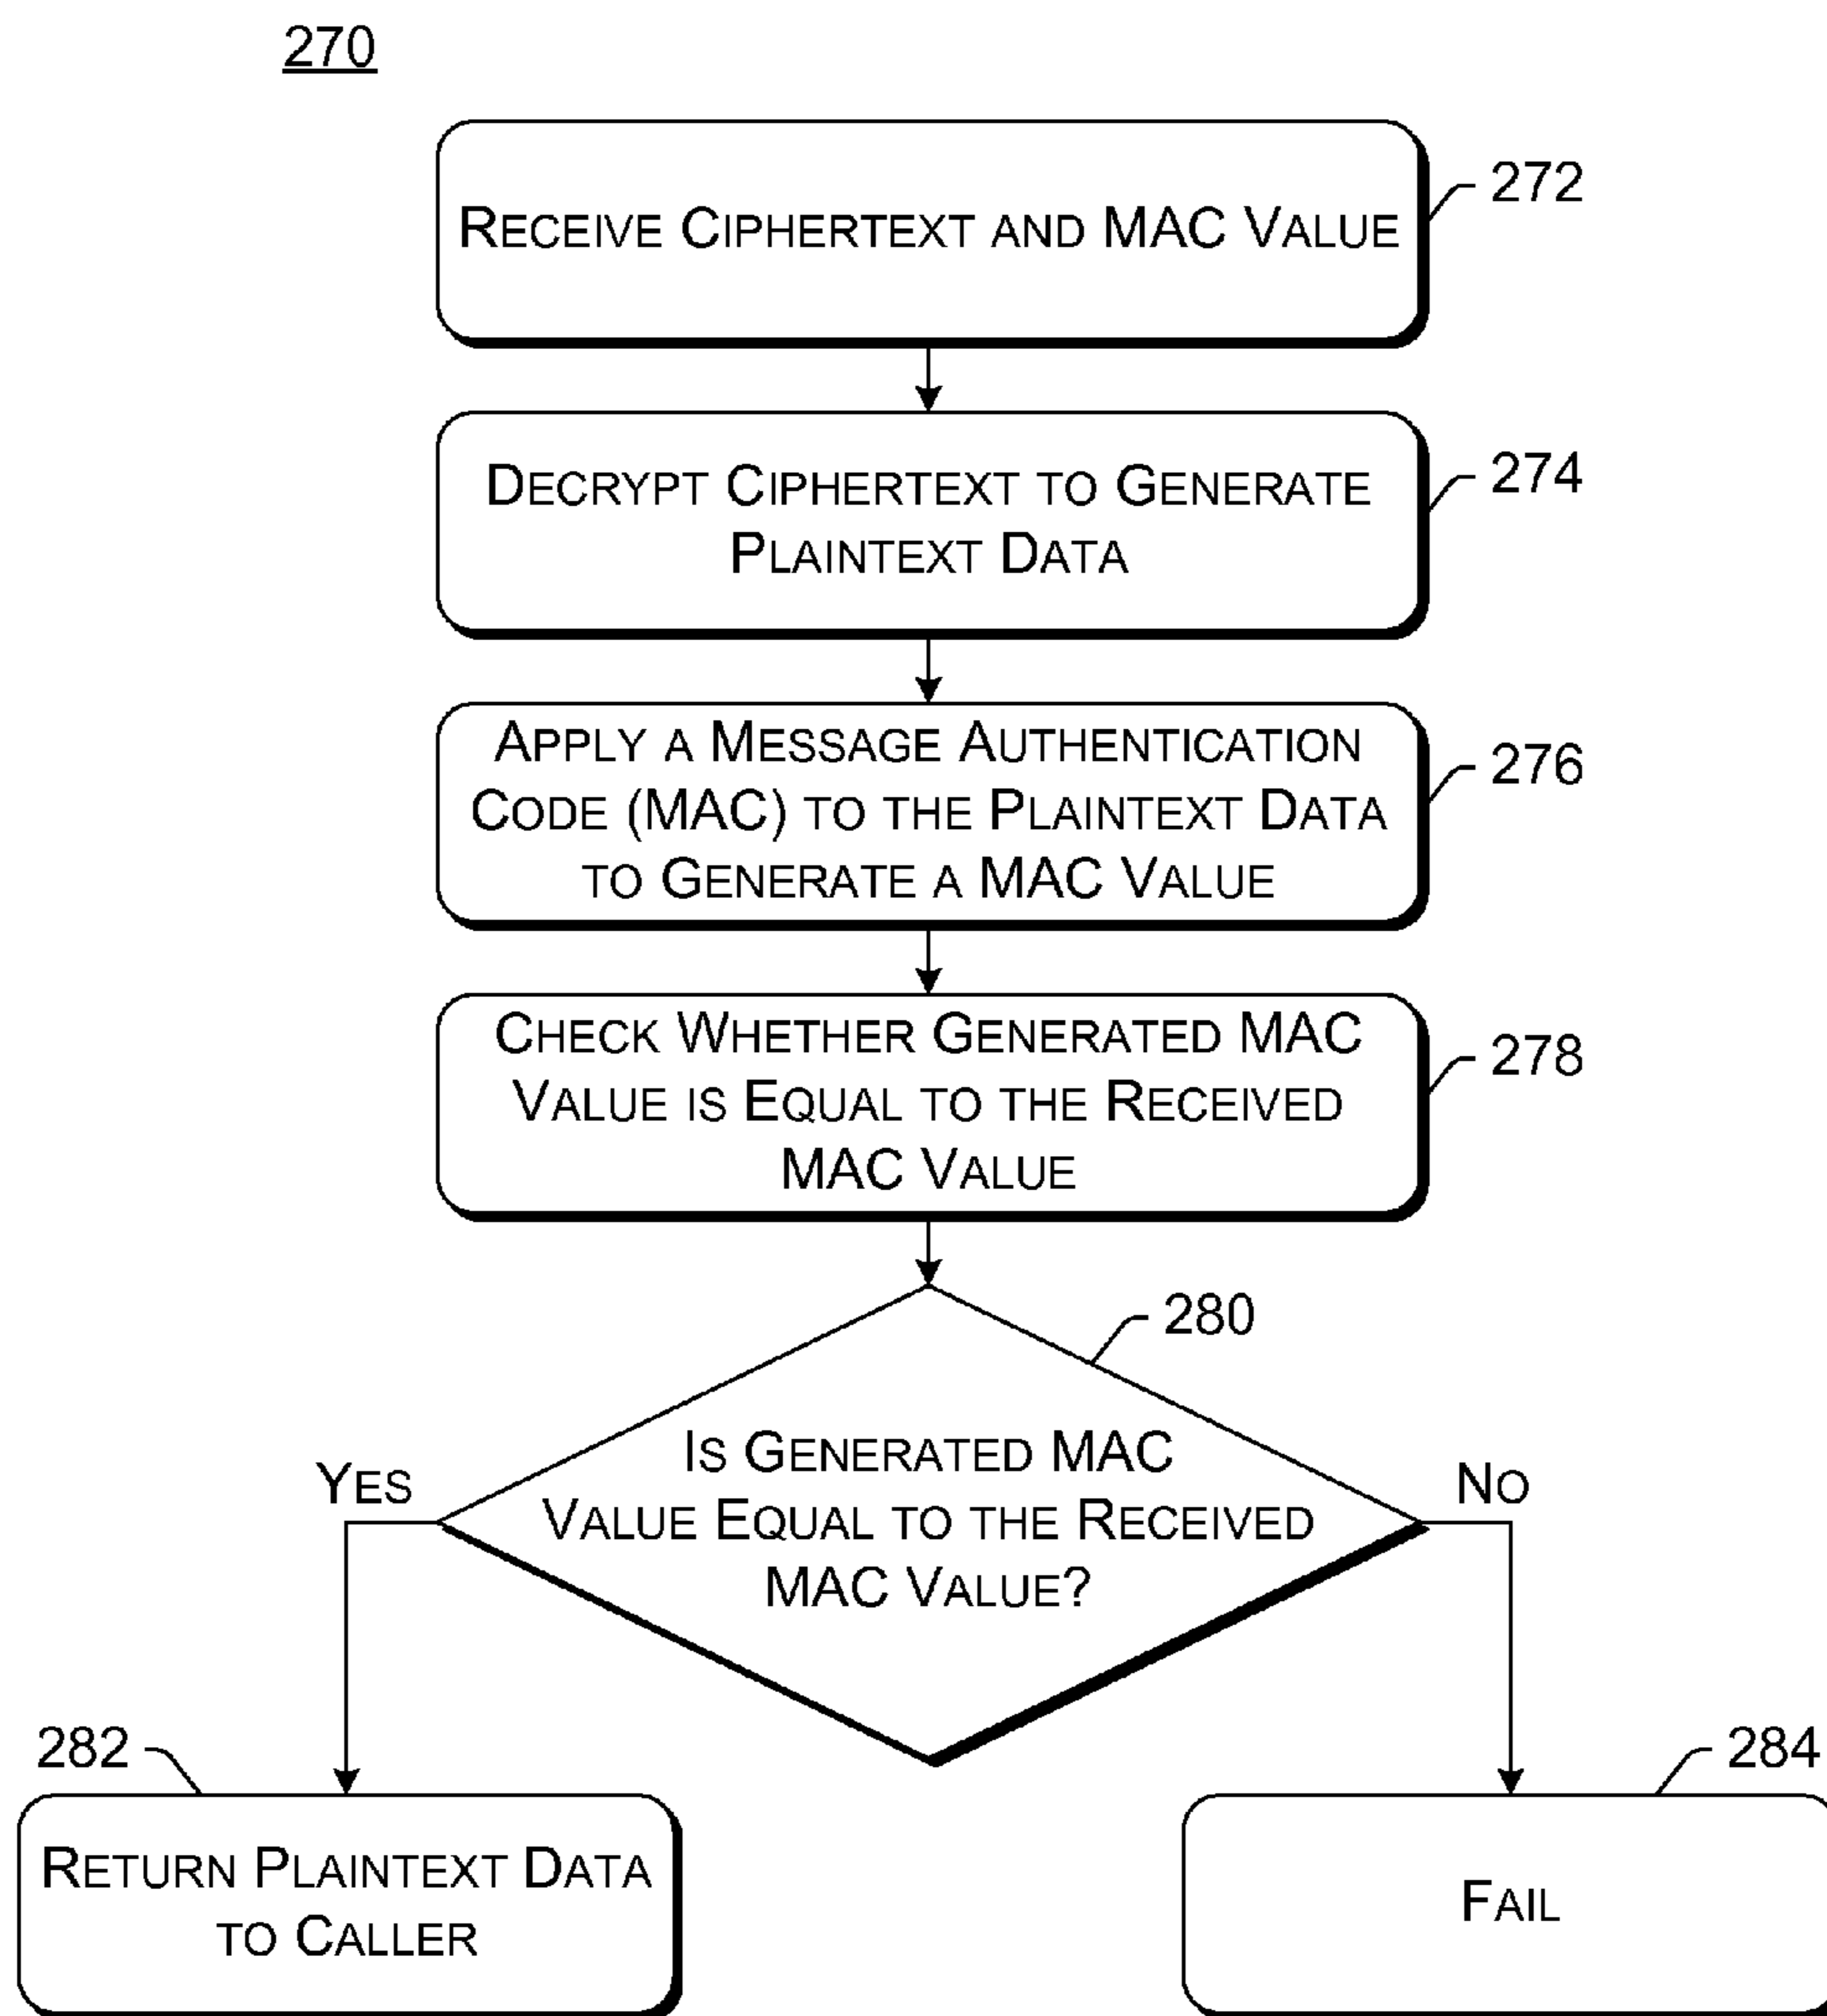 270
RECEIVE CIPHERTEXT AND MAC VALUE
272
DECRYPT CIPHERTEXT TO GENERATE
PLAINTEXT DATA
274
APPLY A MESSAGE AUTHENTICATION
CODE (MAC) TO THE PLAINTEXT DATA
TO GENERATE A MAC VALUE
276
CHECK WHETHER GENERATED MAC
VALUE IS EQUAL TO THE RECEIVED
MAC VALUE
278
280
IS GENERATED MAC
VALUE EQUAL TO THE RECEIVED
MAC VALUE?
YES
NO
282
RETURN PLAINTEXT DATA
TO CALLER
284
FAIL